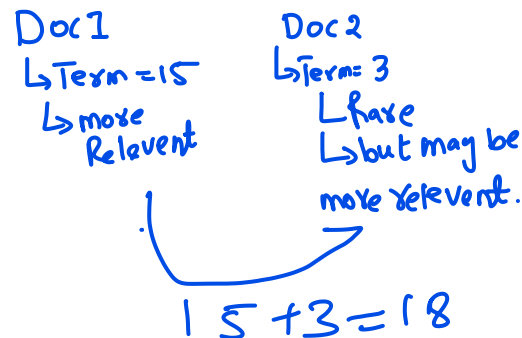 Doc1
↳Term=15
↳more
Relevent
Doc2
↳Term=3
↳Rare
↳but may be
more relevent.
15+3=18